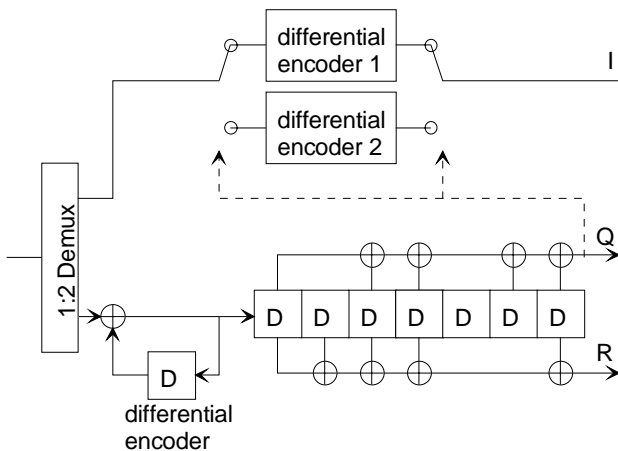 differential
encoder 1
I
differential
encoder 2
1:2 Demux
Q
D D D D D D D
R
D
differential
encoder